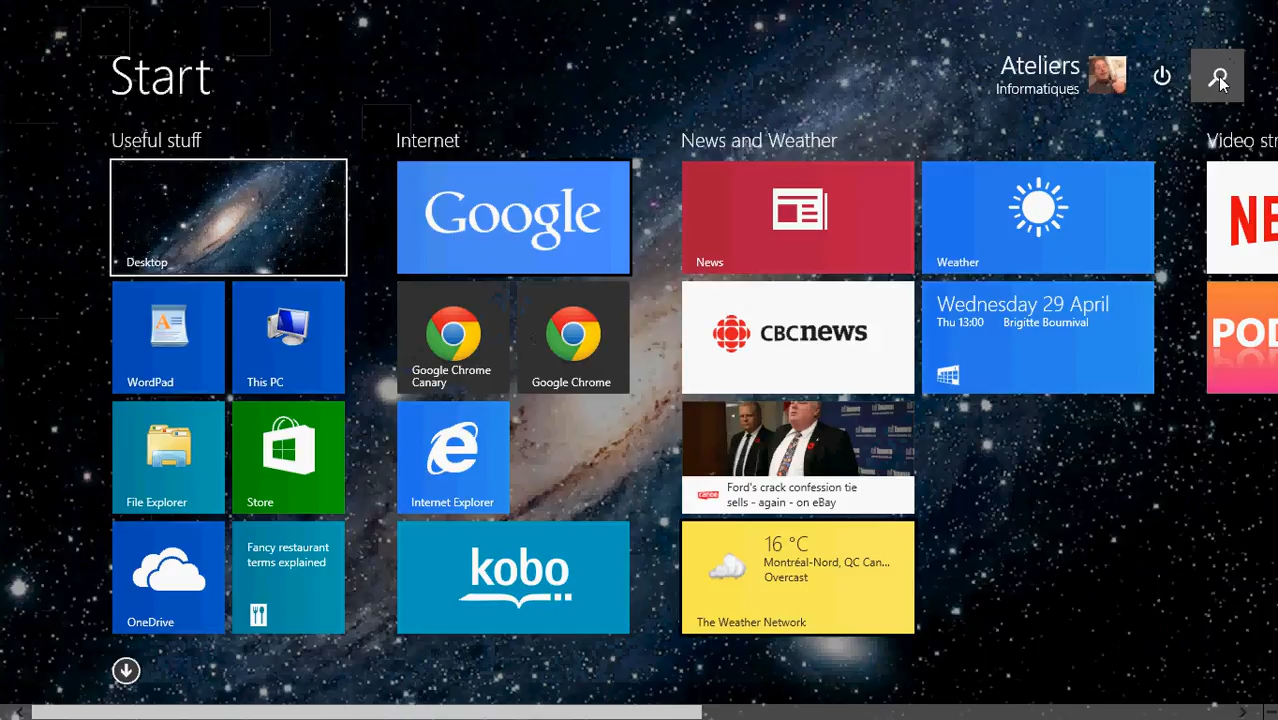 Start
Ateliers
Informatiques
Useful stuff
Internet
News and Weather
Video str
Desktop
Google
News
Weather
NE
WordPad
This PC
Google Chrome
Canary
Google Chrome
CBCnews
Wednesday 29 April
Thu 13:00 Brigitte Bournival
POD
File Explorer
Store
Internet Explorer
canoe
Ford's crack confession tie
sells - again - on eBay
OneDrive
Fancy restaurant
terms explained
kobo
16 °C
Montréal-Nord, QC Can...
Overcast
The Weather Network